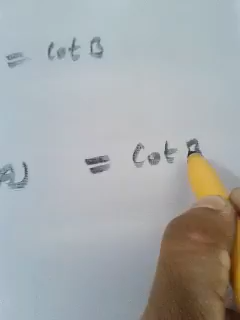 = Cot B
= Cot